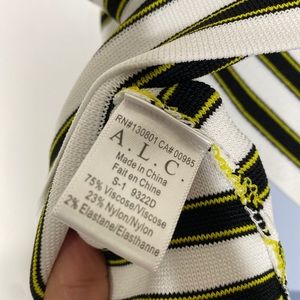 RN#130801 CA# 00985
A.L.C.
Made in China
Fait en Chine
S-1 9322D
75% Viscose/Viscose
23% Nylon/Nylon
2% Elastane/Elasthanne